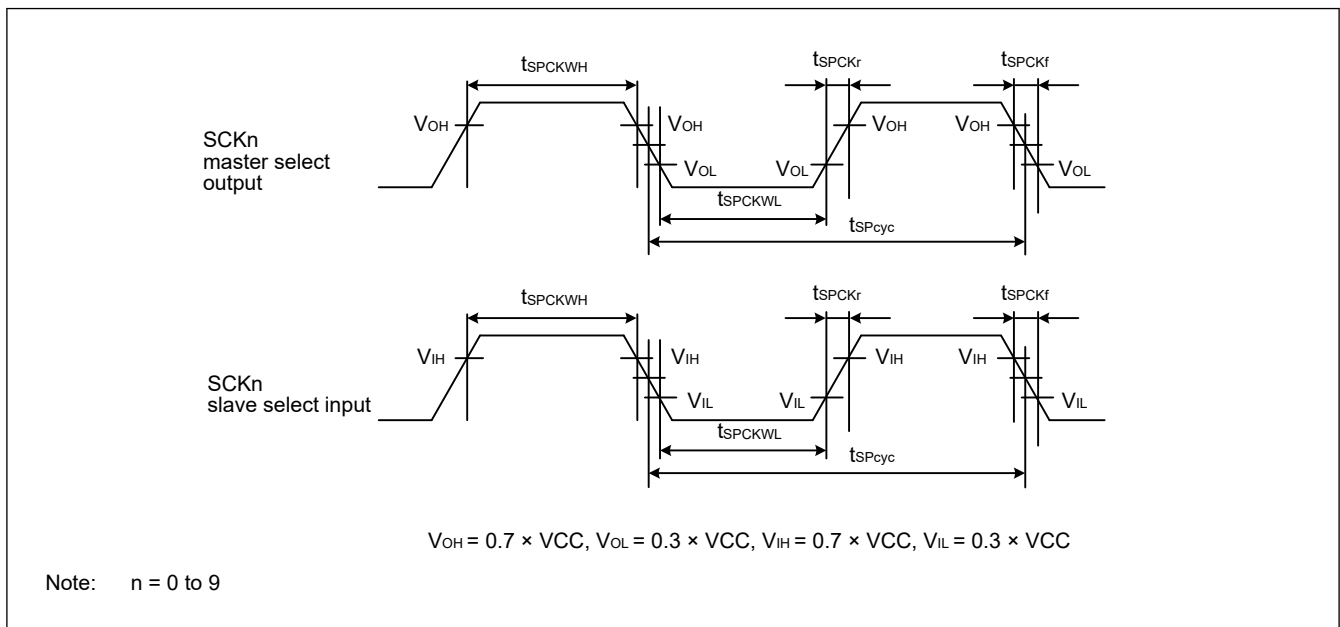 tSPCKWH
tSPCKr
tSPCKf
VOH
VOH
VOH
VOH
SCKn
master select
output
VOL
VOL
VOL
tSPCKWL
tSPcyc
tSPCKWH
tSPCKr
tSPCKf
VIH
VIH
VIH
VIH
SCKn
slave select input
VIL
VIL
VIL
tSPCKWL
tSPcyc
VOH = 0.7 × VCC, VOL = 0.3 × VCC, VIH = 0.7 × VCC, VIL = 0.3 × VCC
Note: n = 0 to 9